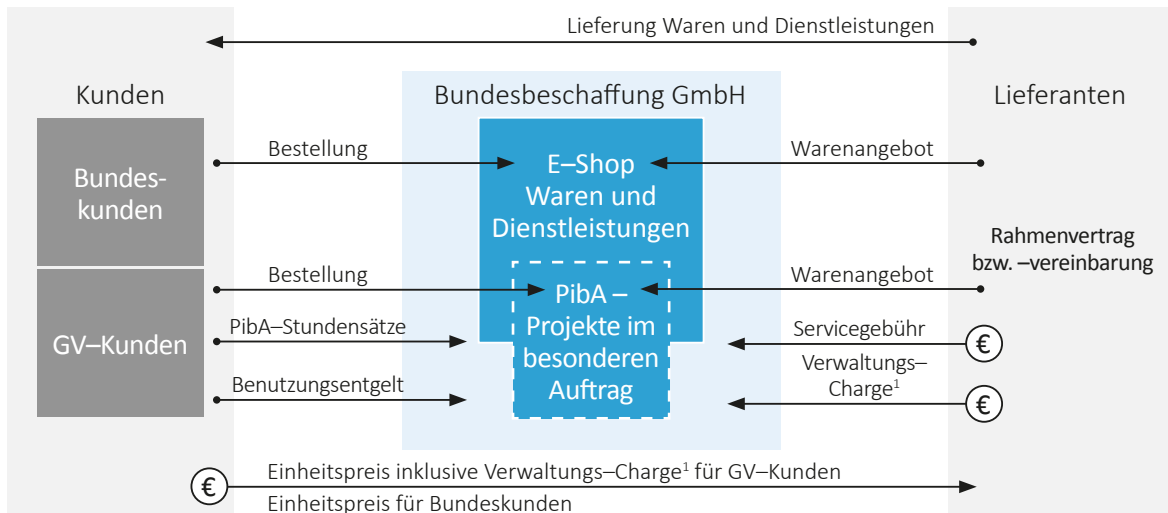 Lieferung Waren und Dienstleistungen
Kunden
Bundesbeschaffung GmbH
Lieferanten
Bundes-
kunden
Bestellung
E–Shop
Waren und
Dienstleistungen
Warenangebot
Rahmenvertrag
bzw. –vereinbarung
GV–Kunden
Bestellung
PibA–Stundensätze
Benutzungsentgelt
PibA –
Projekte im
besonderen
Auftrag
Warenangebot
Servicegebühr
€
Verwaltungs–
Charge¹
€
€
Einheitspreis inklusive Verwaltungs–Charge¹ für GV–Kunden
Einheitspreis für Bundeskunden